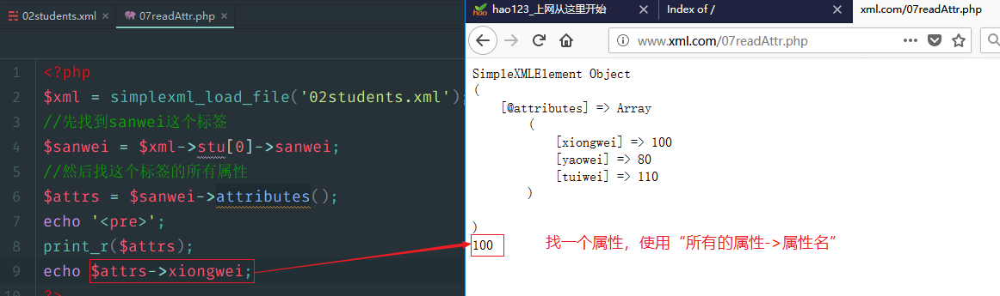 02students.xml × 07readAttr.php ×
1 <?php
2 $xml = simplexml_load_file('02students.xml');
3 //先找到sanwei这个标签
4 $sanwei = $xml->stu[0]->sanwei;
5 //然后找这个标签的所有属性
6 $attrs = $sanwei->attributes();
7 echo '<pre>';
8 print_r($attrs);
9 echo $attrs->xiongwei;
10 ?>
hao hao123_上网从这里开始 × Index of / × xml.com/07readAttr.php
www.xml.com/07readAttr.php
SimpleXMLElement Object
(
[@attributes] => Array
(
[xiongwei] => 100
[yaowei] => 80
[tuiwei] => 110
)
)
100
找一个属性，使用“所有的属性->属性名”